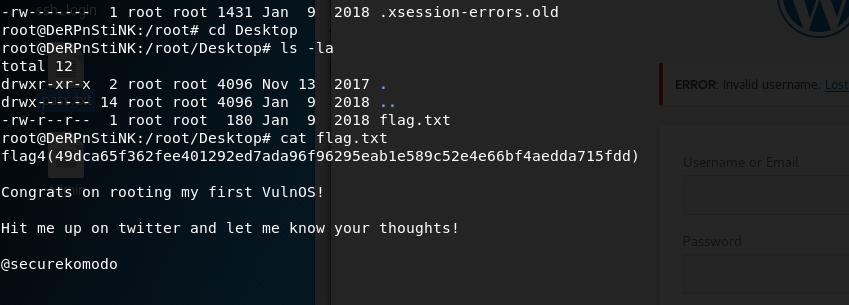 -rw------- 1 root root 1431 Jan 9 2018 .xsession-errors.old
root@DeRPnStiNK:/root# cd Desktop
root@DeRPnStiNK:/root/Desktop# ls -la
total 12
drwxr-xr-x 2 root root 4096 Nov 13 2017 .
drwx------ 14 root root 4096 Jan 9 2018 ..
-rw-r--r-- 1 root root 180 Jan 9 2018 flag.txt
root@DeRPnStiNK:/root/Desktop# cat flag.txt
flag4(49dca65f362fee401292ed7ada96f96295eab1e589c52e4e66bf4aedda715fdd)
Congrats on rooting my first VulnOS!
Hit me up on twitter and let me know your thoughts!
@securekomodo
ssh_login
ERROR: Invalid username. Lost
Username or Email
Password